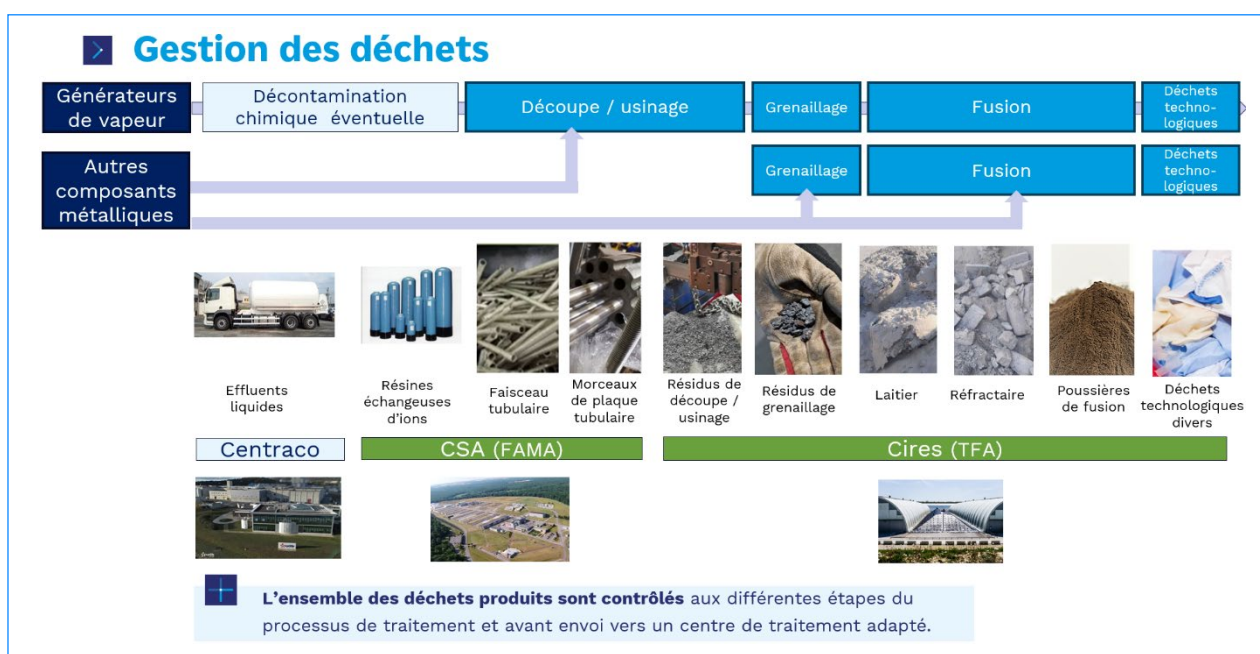 Gestion des déchets
Générateurs
de vapeur
Décontamination
chimique éventuelle
Découpe / usinage
Grenaillage
Fusion
Déchets
techno-
logiques
Autres
composants
métalliques
Grenaillage
Fusion
Déchets
techno-
logiques
Effluents
liquides
Résines
échangeuses
d'ions
Faisceau
tubulaire
Morceaux
de plaque
tubulaire
Résidus de
découpe /
usinage
Résidus de
grenaillage
Laitier
Réfractaire
Poussières
de fusion
Déchets
technologiques
divers
Centraco
CSA (FAMA)
Cires (TFA)
L'ensemble des déchets produits sont contrôlés aux différentes étapes du
processus de traitement et avant envoi vers un centre de traitement adapté.